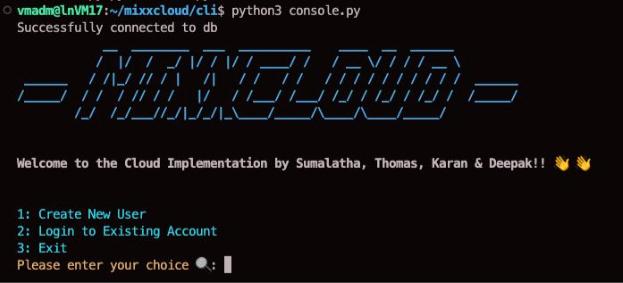 vmadm@lnVM17:~/mixxcloud/cli$ python3 console.py
Successfully connected to db
- MIXXCLOUD -
Welcome to the Cloud Implementation by Sumalatha, Thomas, Karan & Deepak!! 👋 👋
1: Create New User
2: Login to Existing Account
3: Exit
Please enter your choice 🔍: